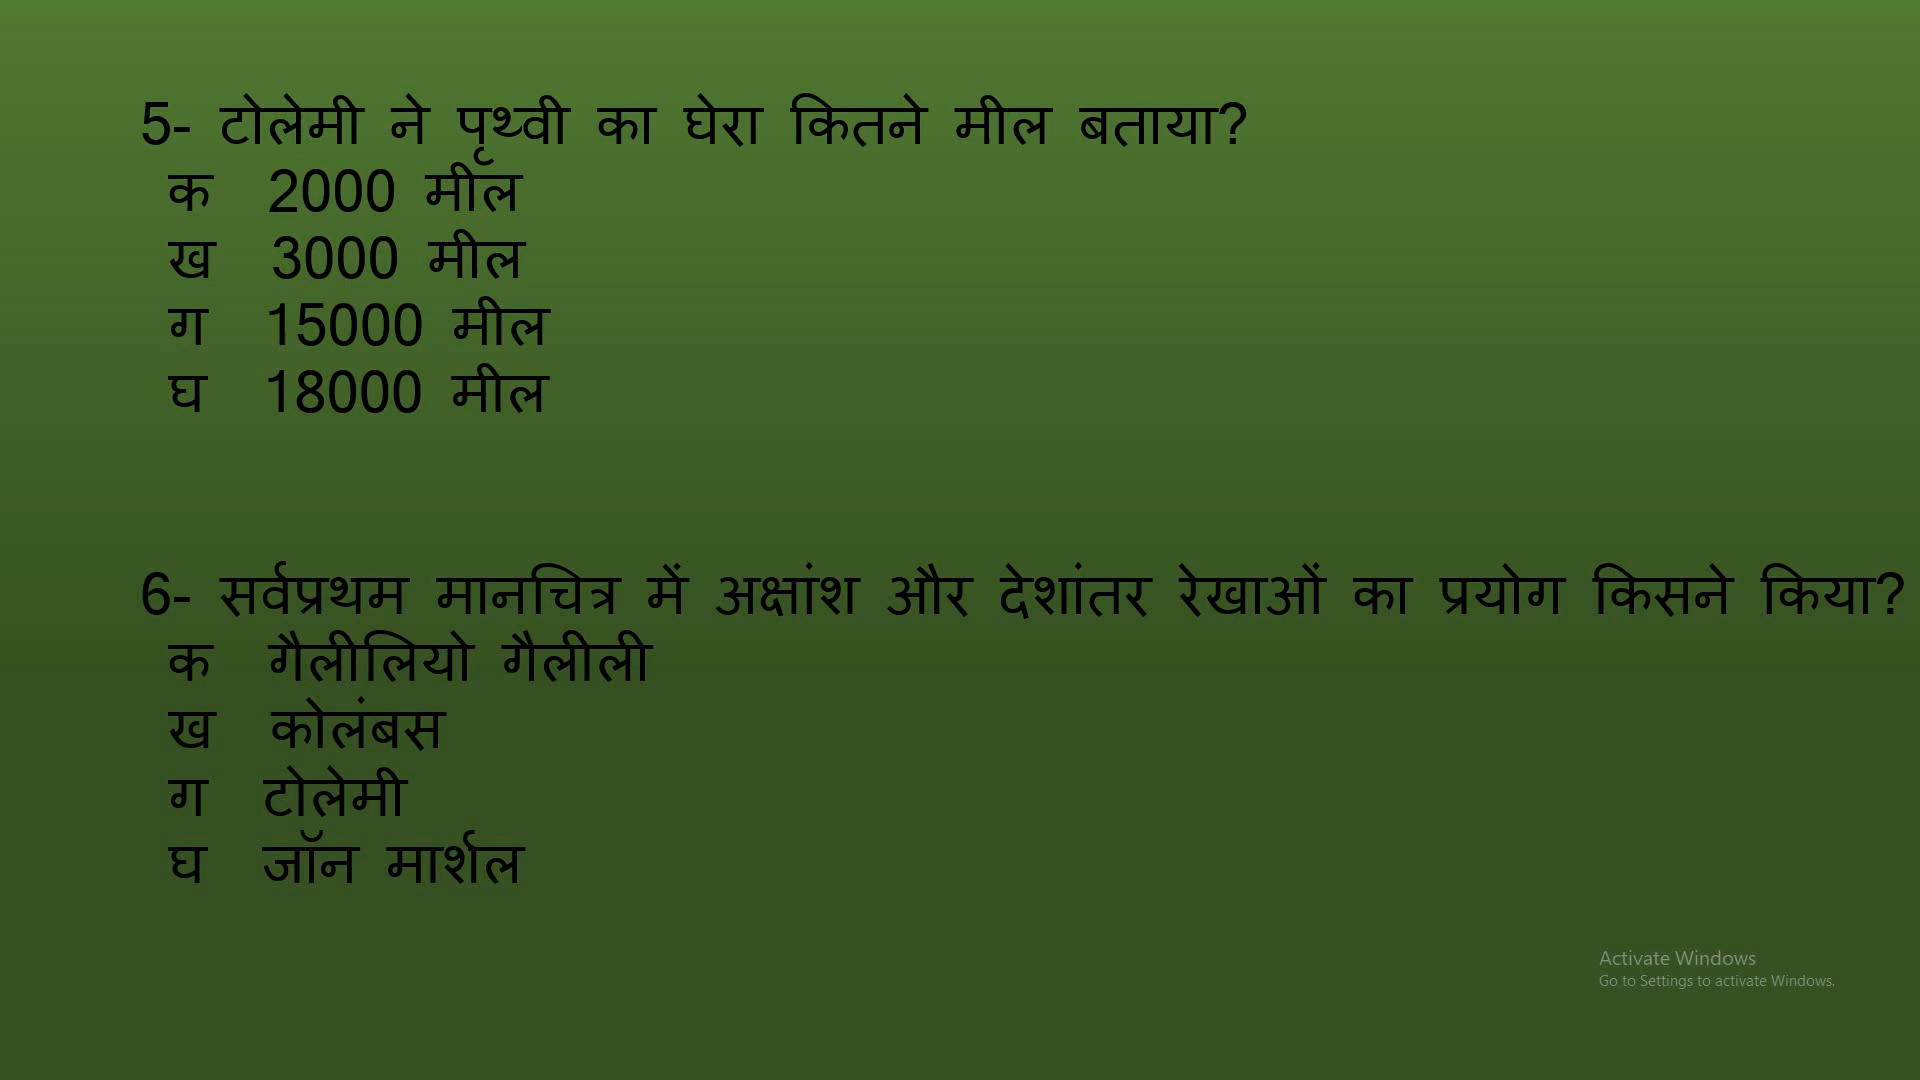 5- टोलेमी ने पृथ्वी का घेरा कितने मील बताया?
क 2000 मील
ख 3000 मील
ग 15000 मील
घ 18000 मील
6- सर्वप्रथम मानचित्र में अक्षांश और देशांतर रेखाओं का प्रयोग किसने किया?
क गैलीलियो गैलीली
ख कोलंबस
ग टोलेमी
घ जॉन मार्शल
Activate Windows
Go to Settings to activate Windows.